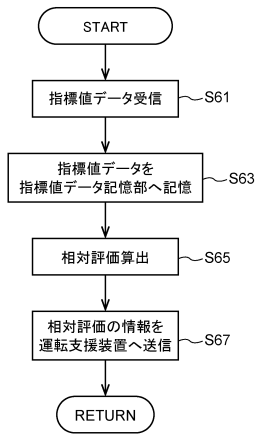 START
指標値データ受信
S61
指標値データを
指標値データ記憶部へ記憶
S63
相対評価算出
S65
相対評価の情報を
運転支援装置へ送信
S67
RETURN